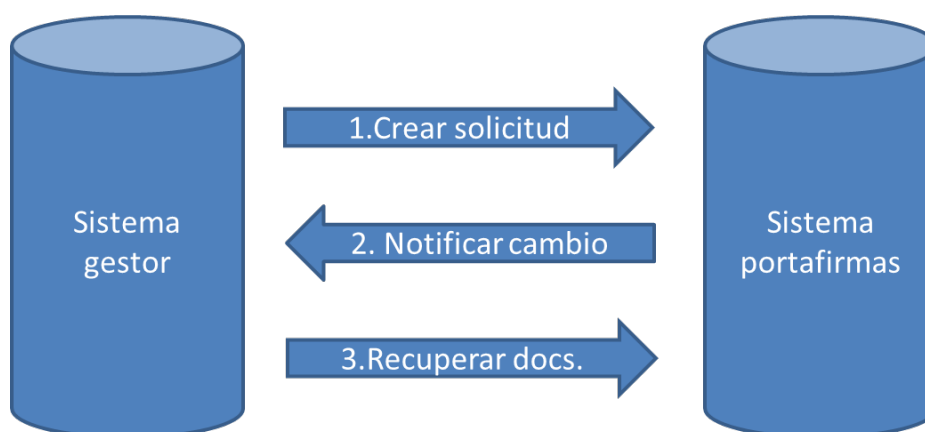 1.Crear solicitud
Sistema
gestor
2. Notificar cambio
Sistema
portafirmas
3.Recuperar docs.